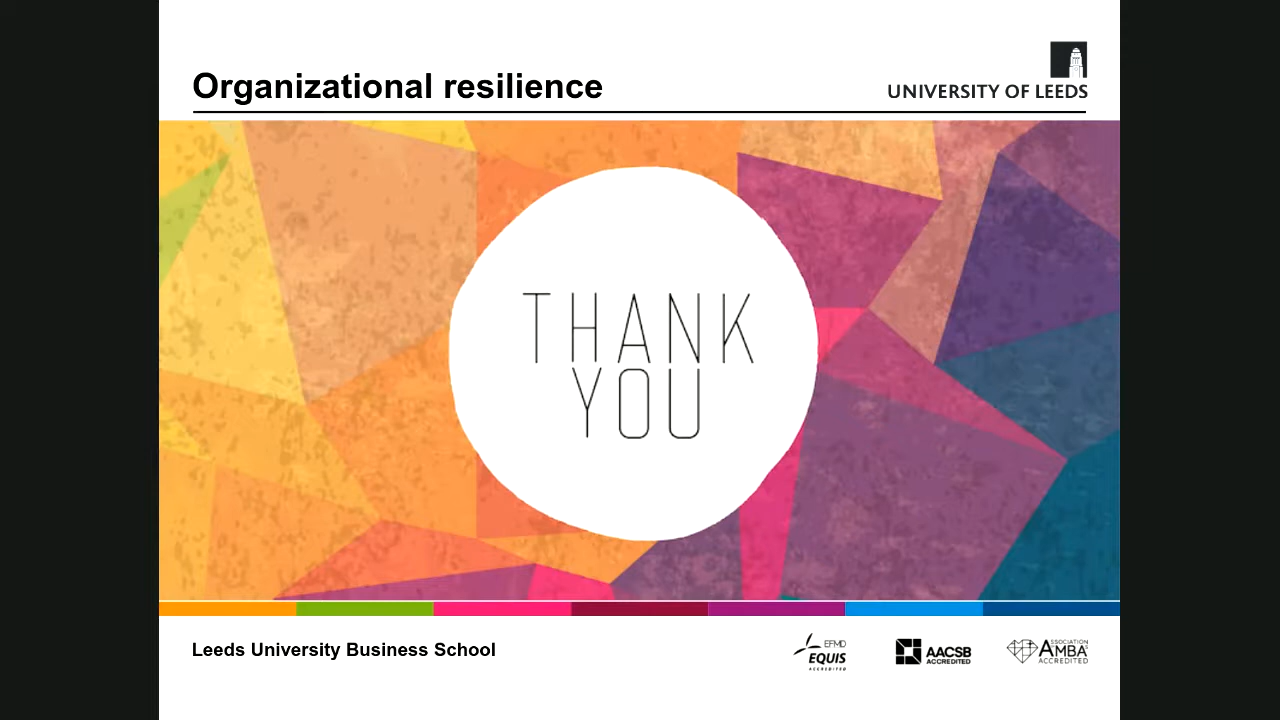 Organizational resilience
UNIVERSITY OF LEEDS
THANK
YOU
Leeds University Business School
EFMD
EQUIS
ACCREDITED
AACSB
ACCREDITED
ASSOCIATION
AMBA
ACCREDITED